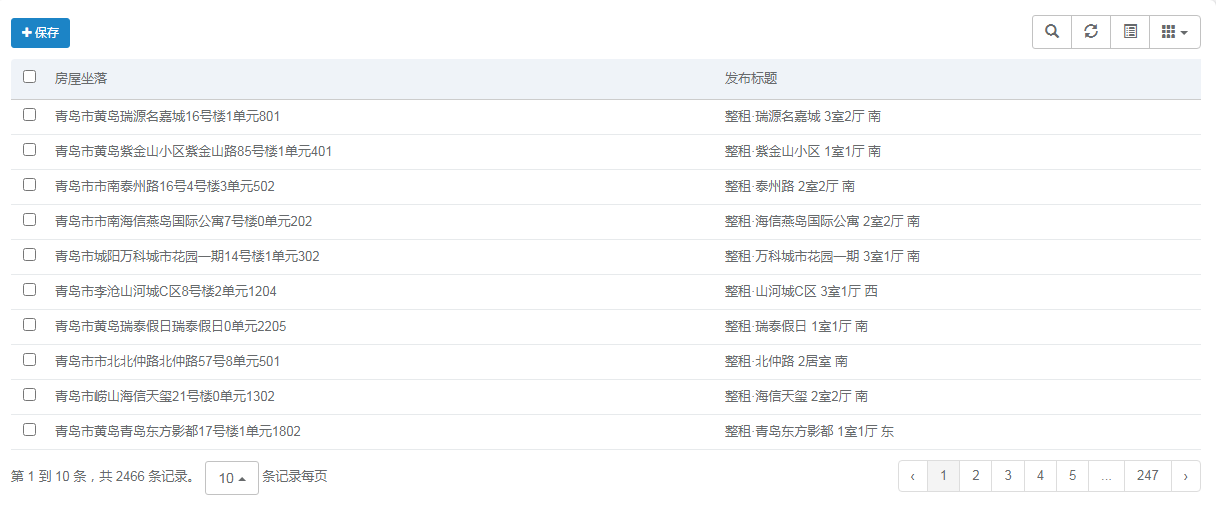 保存
房屋坐落 发布标题
青岛市黄岛瑞源名嘉城16号楼1单元801 整租·瑞源名嘉城 3室2厅 南
青岛市黄岛紫金山小区紫金山路85号楼1单元401 整租·紫金山小区 1室1厅 南
青岛市市南泰州路16号4号楼3单元502 整租·泰州路 2室2厅 南
青岛市市南海信燕岛国际公寓7号楼0单元202 整租·海信燕岛国际公寓 2室2厅 南
青岛市城阳万科城市花园一期14号楼1单元302 整租·万科城市花园一期 3室1厅 南
青岛市李沧山河城C区8号楼2单元1204 整租·山河城C区 3室1厅 西
青岛市黄岛瑞泰假日瑞泰假日0单元2205 整租·瑞泰假日 1室1厅 南
青岛市市北北仲路北仲路57号8单元501 整租·北仲路 2居室 南
青岛市崂山海信天玺21号楼0单元1302 整租·海信天玺 2室2厅 南
青岛市黄岛青岛东方影都17号楼1单元1802 整租·青岛东方影都 1室1厅 东
第 1 到 10 条，共 2466 条记录。 10 条记录每页 ‹ 1 2 3 4 5 ... 247 ›